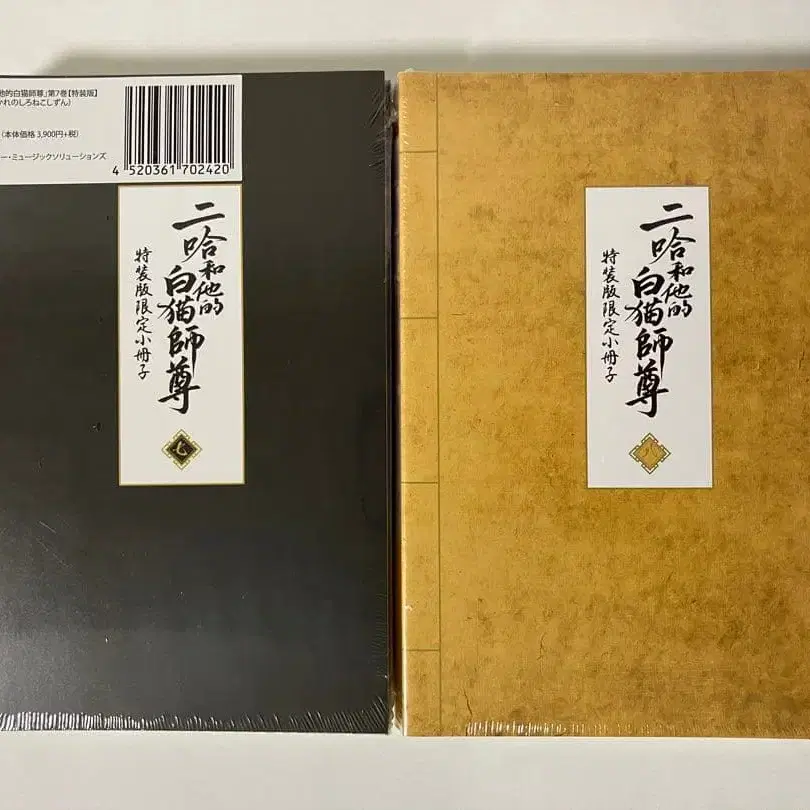 他的白猫師尊」第7巻【特装版】
かれのしろねこしずん）
（本体価格 3,900円+税）
ー・ミュージックソリューションズ
4 520361 702420
二哈和他的白猫師尊
特装版限定小冊子
七
二哈和他的白猫師尊
特装版限定小冊子
八